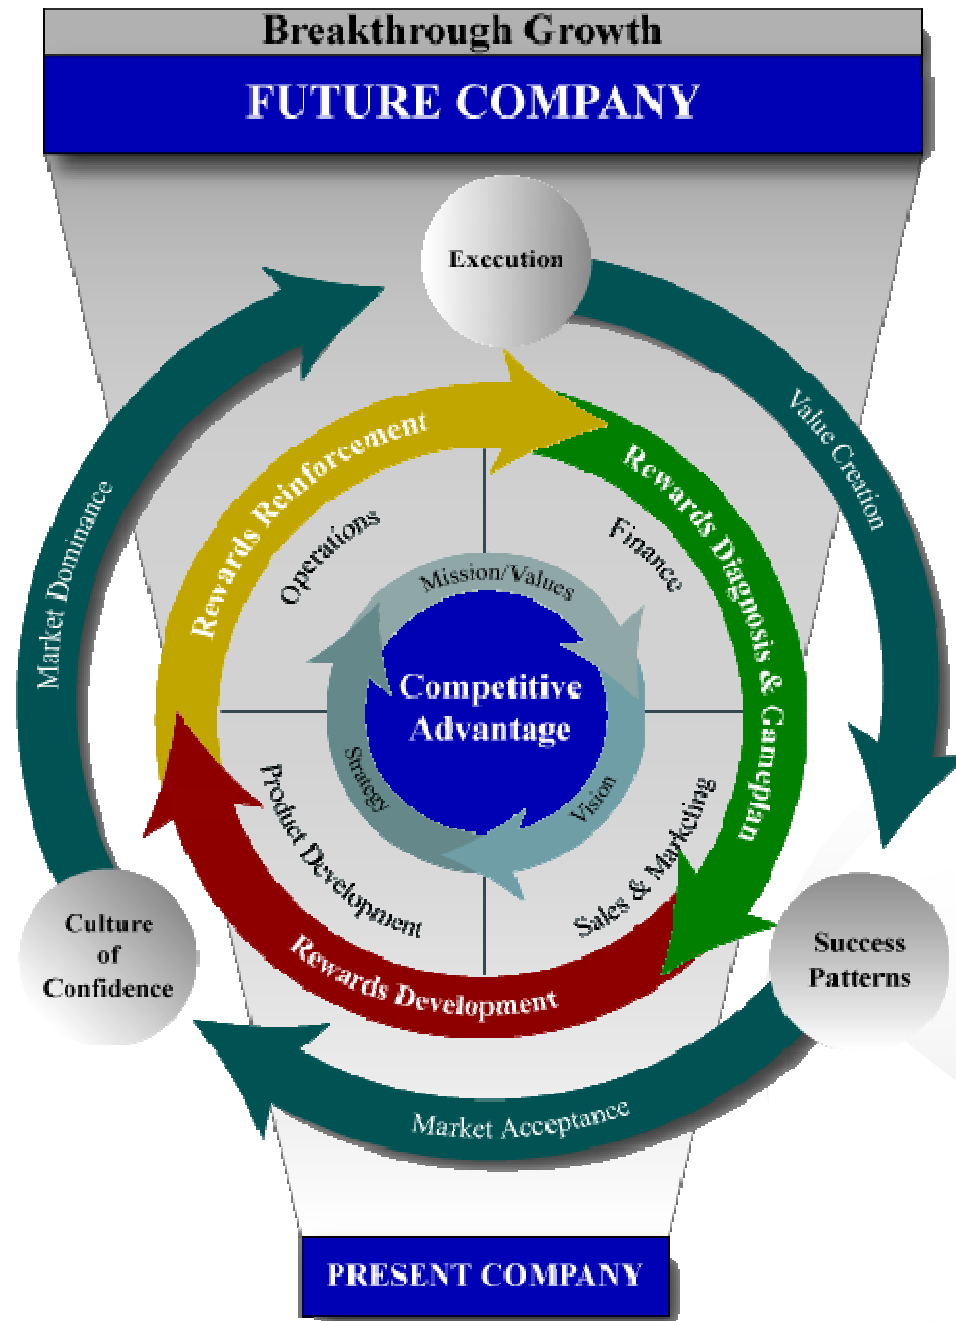 Breakthrough Growth
FUTURE COMPANY
Execution
Value Creation
Market Dominance
Rewards Reinforcement
Rewards Diagnosis & Gameplan
Operations
Finance
Mission/Values
Competitive
Advantage
Strategy
Vision
Product Development
Sales & Marketing
Rewards Development
Culture
of
Confidence
Success
Patterns
Market Acceptance
PRESENT COMPANY